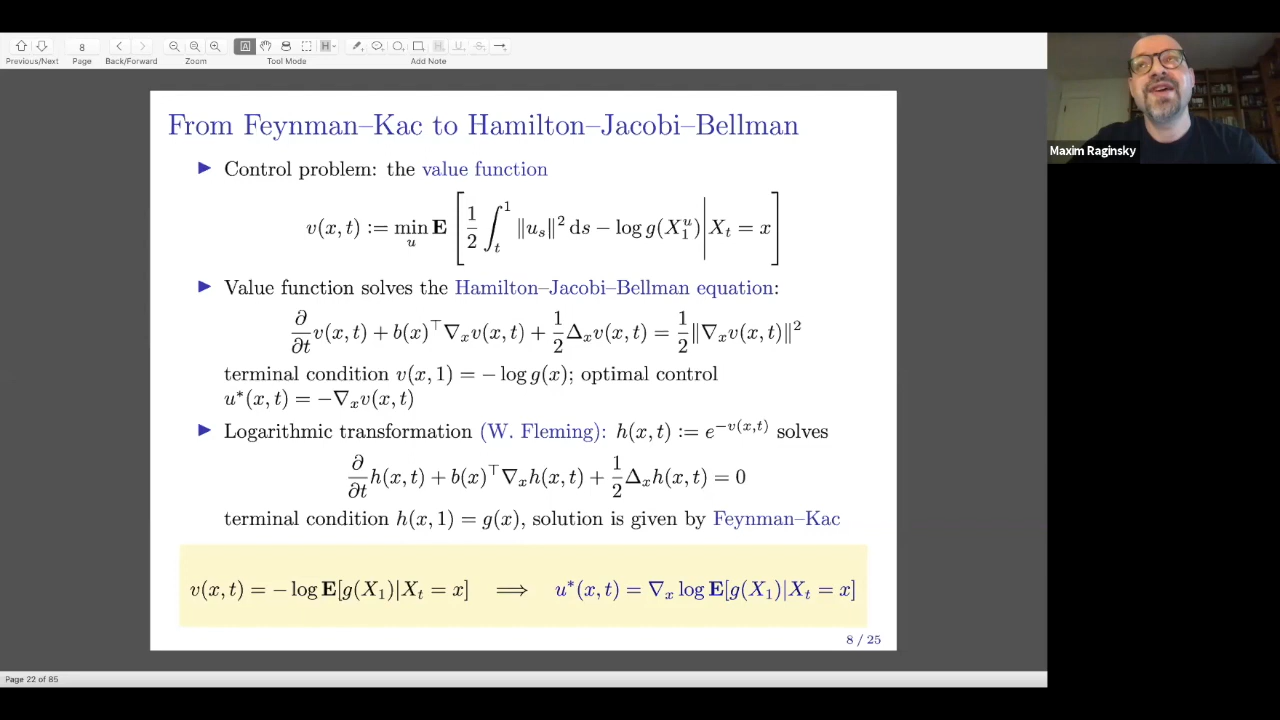 8
Previous/Next Page Back/Forward Zoom Tool Mode Add Note
Maxim Raginsky
From Feynman–Kac to Hamilton–Jacobi–Bellman
▶ Control problem: the value function
v(x, t) := min_u E [ 1/2 ∫_t^1 ‖u_s‖² ds − log g(X_1^u) | X_t = x ]
▶ Value function solves the Hamilton–Jacobi–Bellman equation:
∂/∂t v(x, t) + b(x)^⊤ ∇_x v(x, t) + 1/2 Δ_x v(x, t) = 1/2 ‖∇_x v(x, t)‖²
terminal condition v(x, 1) = − log g(x); optimal control
u*(x, t) = −∇_x v(x, t)
▶ Logarithmic transformation (W. Fleming): h(x, t) := e^{−v(x,t)} solves
∂/∂t h(x, t) + b(x)^⊤ ∇_x h(x, t) + 1/2 Δ_x h(x, t) = 0
terminal condition h(x, 1) = g(x), solution is given by Feynman–Kac
v(x, t) = − log E[g(X_1)|X_t = x] ⟹ u*(x, t) = ∇_x log E[g(X_1)|X_t = x]
8 / 25
Page 22 of 85